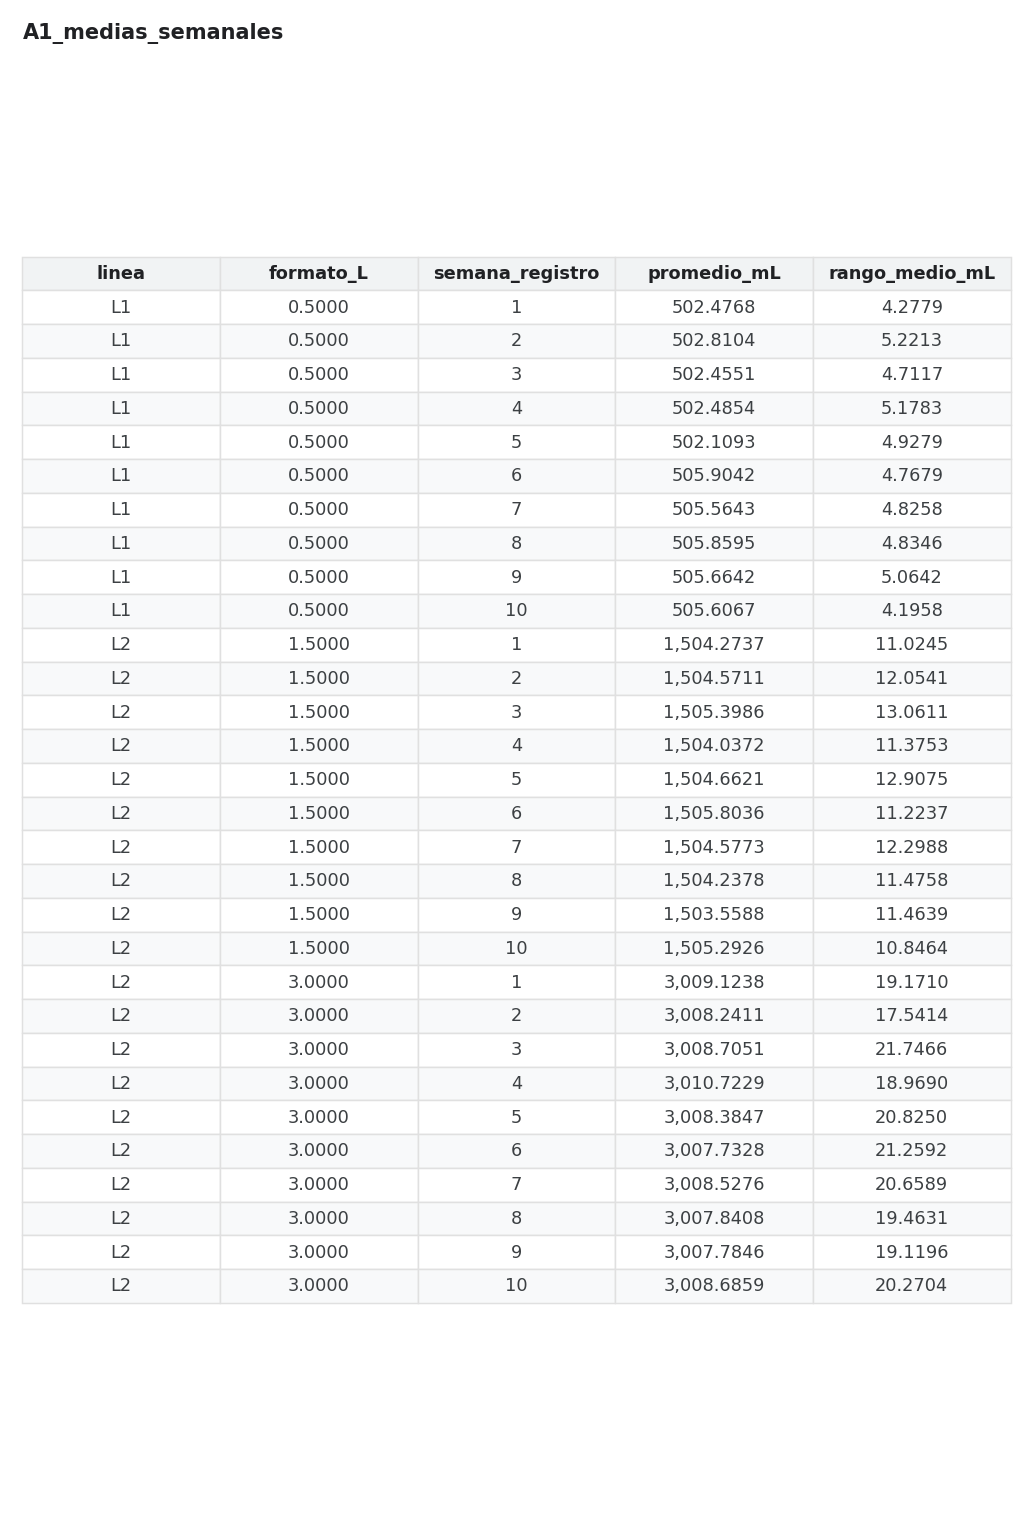 A1_medias_semanales
linea formato_L semana_registro promedio_mL rango_medio_mL
L1 0.5000 1 502.4768 4.2779
L1 0.5000 2 502.8104 5.2213
L1 0.5000 3 502.4551 4.7117
L1 0.5000 4 502.4854 5.1783
L1 0.5000 5 502.1093 4.9279
L1 0.5000 6 505.9042 4.7679
L1 0.5000 7 505.5643 4.8258
L1 0.5000 8 505.8595 4.8346
L1 0.5000 9 505.6642 5.0642
L1 0.5000 10 505.6067 4.1958
L2 1.5000 1 1,504.2737 11.0245
L2 1.5000 2 1,504.5711 12.0541
L2 1.5000 3 1,505.3986 13.0611
L2 1.5000 4 1,504.0372 11.3753
L2 1.5000 5 1,504.6621 12.9075
L2 1.5000 6 1,505.8036 11.2237
L2 1.5000 7 1,504.5773 12.2988
L2 1.5000 8 1,504.2378 11.4758
L2 1.5000 9 1,503.5588 11.4639
L2 1.5000 10 1,505.2926 10.8464
L2 3.0000 1 3,009.1238 19.1710
L2 3.0000 2 3,008.2411 17.5414
L2 3.0000 3 3,008.7051 21.7466
L2 3.0000 4 3,010.7229 18.9690
L2 3.0000 5 3,008.3847 20.8250
L2 3.0000 6 3,007.7328 21.2592
L2 3.0000 7 3,008.5276 20.6589
L2 3.0000 8 3,007.8408 19.4631
L2 3.0000 9 3,007.7846 19.1196
L2 3.0000 10 3,008.6859 20.2704